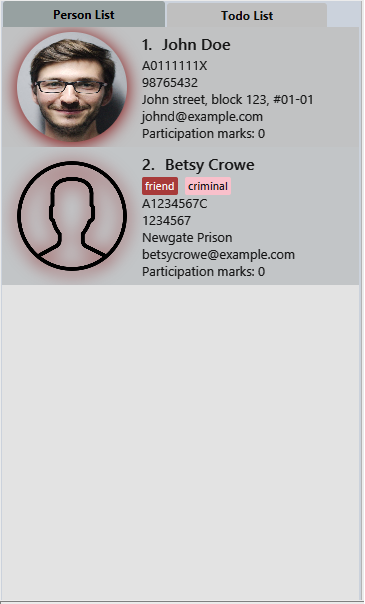 Person List
Todo List
1. John Doe
A0111111X
98765432
John street, block 123, #01-01
johnd@example.com
Participation marks: 0
2. Betsy Crowe
friend criminal
A1234567C
1234567
Newgate Prison
betsycrowe@example.com
Participation marks: 0